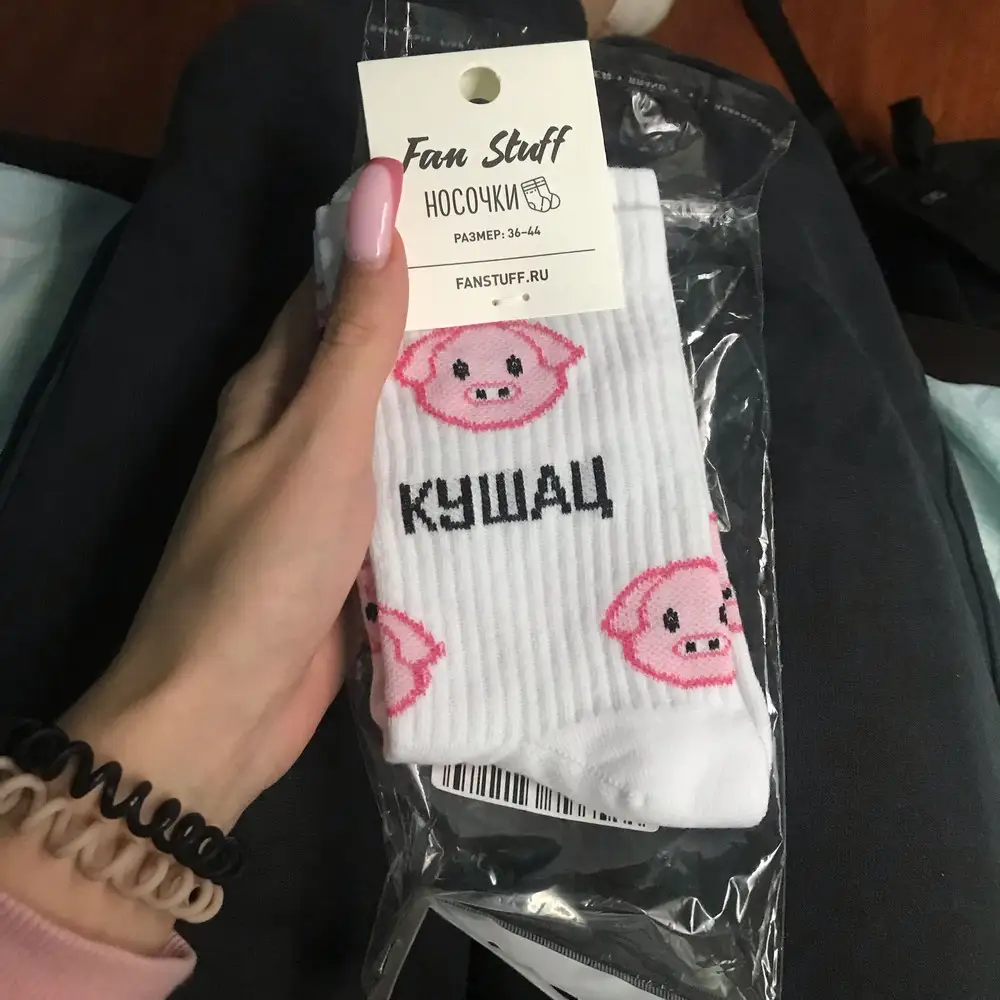 Fan Stuff
НОСОЧКИ
РАЗМЕР: 36-44
FANSTUFF.RU
КУШАЦ